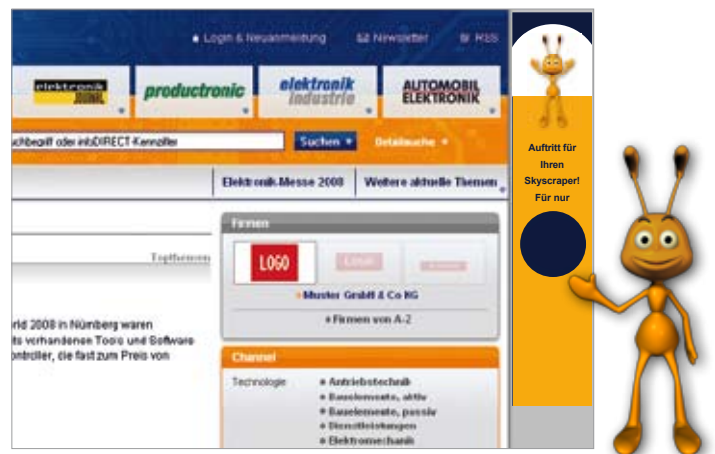 Login & Neuanmeldung Newsletter RSS
elektronik JOURNAL productronic elektronik industrie AUTOMOBIL ELEKTRONIK
uchbegriff oder infoDIRECT-Kennziffer Suchen Detailsuche
Elektronik-Messe 2008 Weitere aktuelle Themen
Firmen
Topthemen
LOGO
Muster GmbH & Co KG
Firmen von A-Z
rld 2008 in Nürnberg waren
ts vorhandenen Tools und Software
ontroller, die fast zum Preis von
Channel
Technologie Antriebstechnik
Bauelemente, aktiv
Bauelemente, passiv
Dienstleistungen
Elektromechanik
Auftritt für
Ihren
Skyscraper!
Für nur